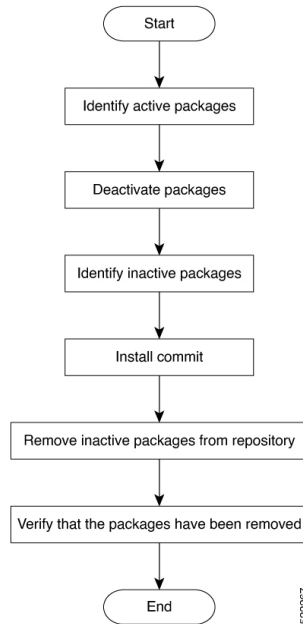 Start
Identify active packages
Deactivate packages
Identify inactive packages
Install commit
Remove inactive packages from repository
Verify that the packages have been removed
End